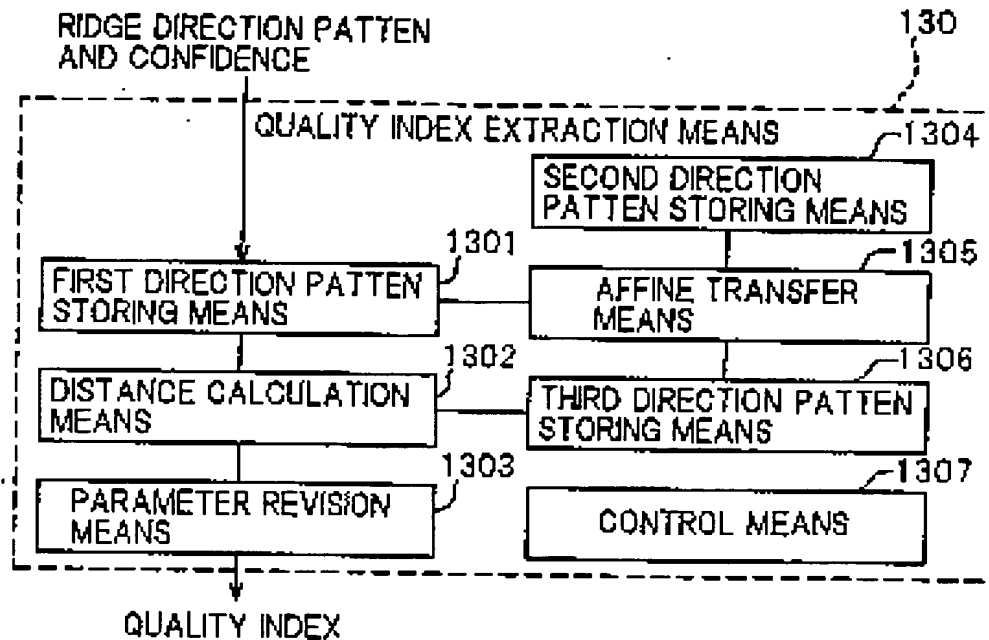 RIDGE DIRECTION PATTEN
AND CONFIDENCE
130
QUALITY INDEX EXTRACTION MEANS
1304
SECOND DIRECTION
PATTEN STORING MEANS
1301
FIRST DIRECTION PATTEN
STORING MEANS
1305
AFFINE TRANSFER
MEANS
1302
DISTANCE CALCULATION
MEANS
1306
THIRD DIRECTION PATTEN
STORING MEANS
1303
PARAMETER REVISION
MEANS
1307
CONTROL MEANS
QUALITY INDEX